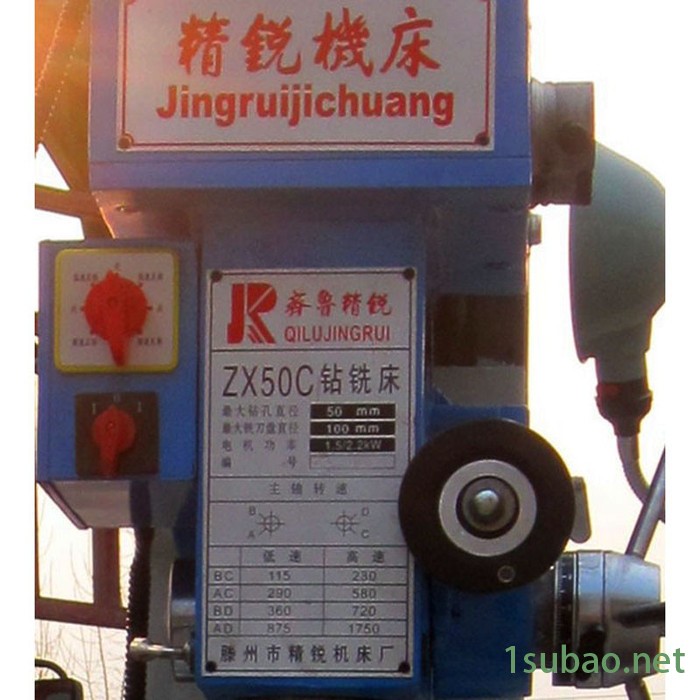 精锐機床
Jingruijichuang
JR 齊鲁精锐
QILUJINGRUI
ZX50C钻铣床
最大钻孔直径 50 mm
最大铣刀盘直径 100 mm
电机功率 1.5/2.2kW
编号
主轴转速
B D
A C
低速 高速
BC 115 230
AC 290 580
BD 360 720
AD 875 1750
滕州市精锐机床厂
1subao.net